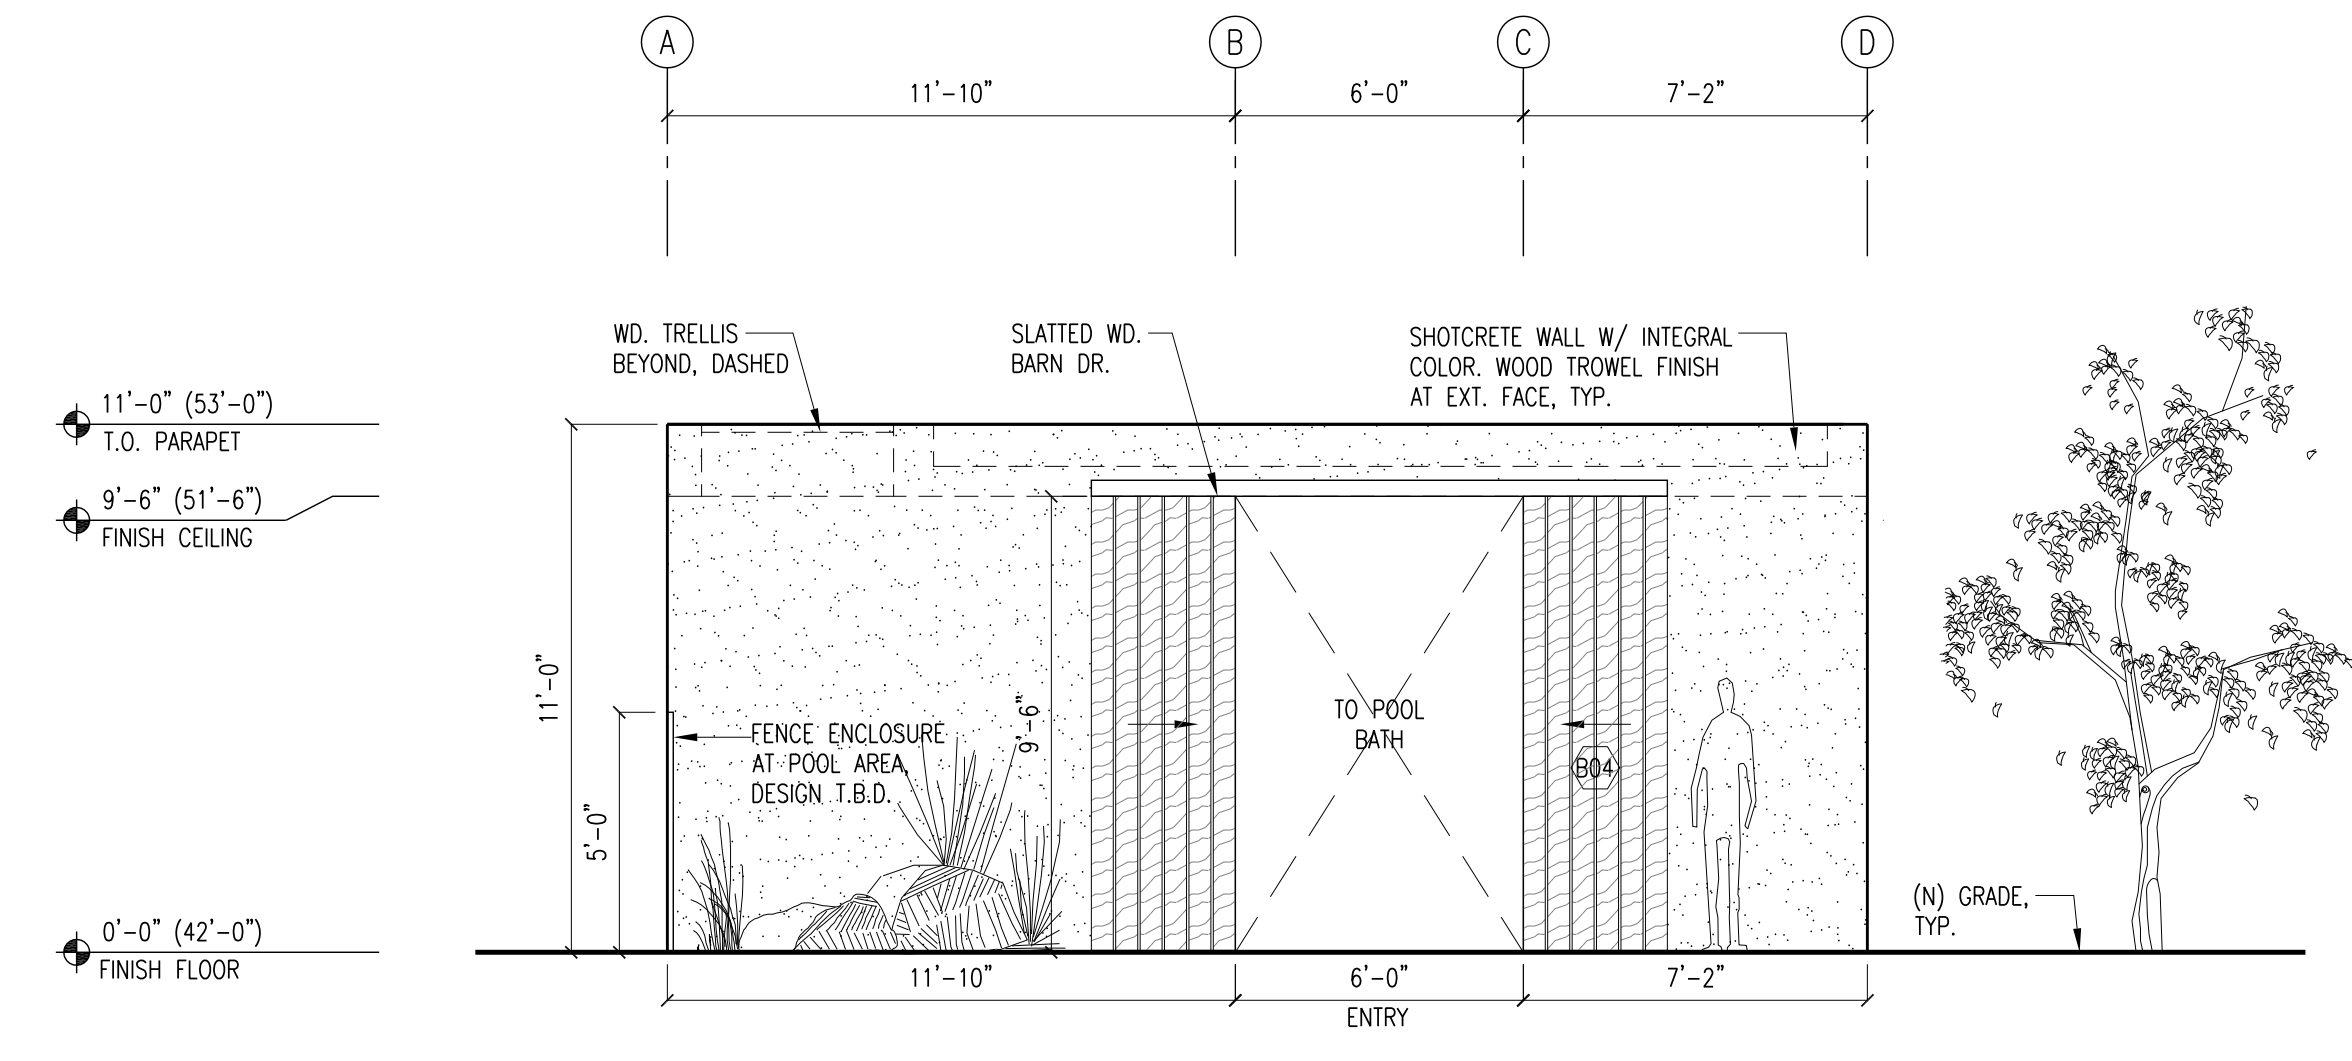 A
B
C
D
11'-10"
6'-0"
7'-2"
WD. TRELLIS
BEYOND, DASHED
SLATTED WD.
BARN DR.
SHOTCRETE WALL W/ INTEGRAL
COLOR. WOOD TROWEL FINISH
AT EXT. FACE, TYP.
11'-0" (53'-0")
T.O. PARAPET
9'-6" (51'-6")
FINISH CEILING
11'-0"
9'-6"
TO POOL
BATH
FENCE ENCLOSURE
AT POOL AREA,
DESIGN T.B.D.
B04
5'-0"
(N) GRADE,
TYP.
0'-0" (42'-0")
FINISH FLOOR
11'-10"
6'-0"
7'-2"
ENTRY